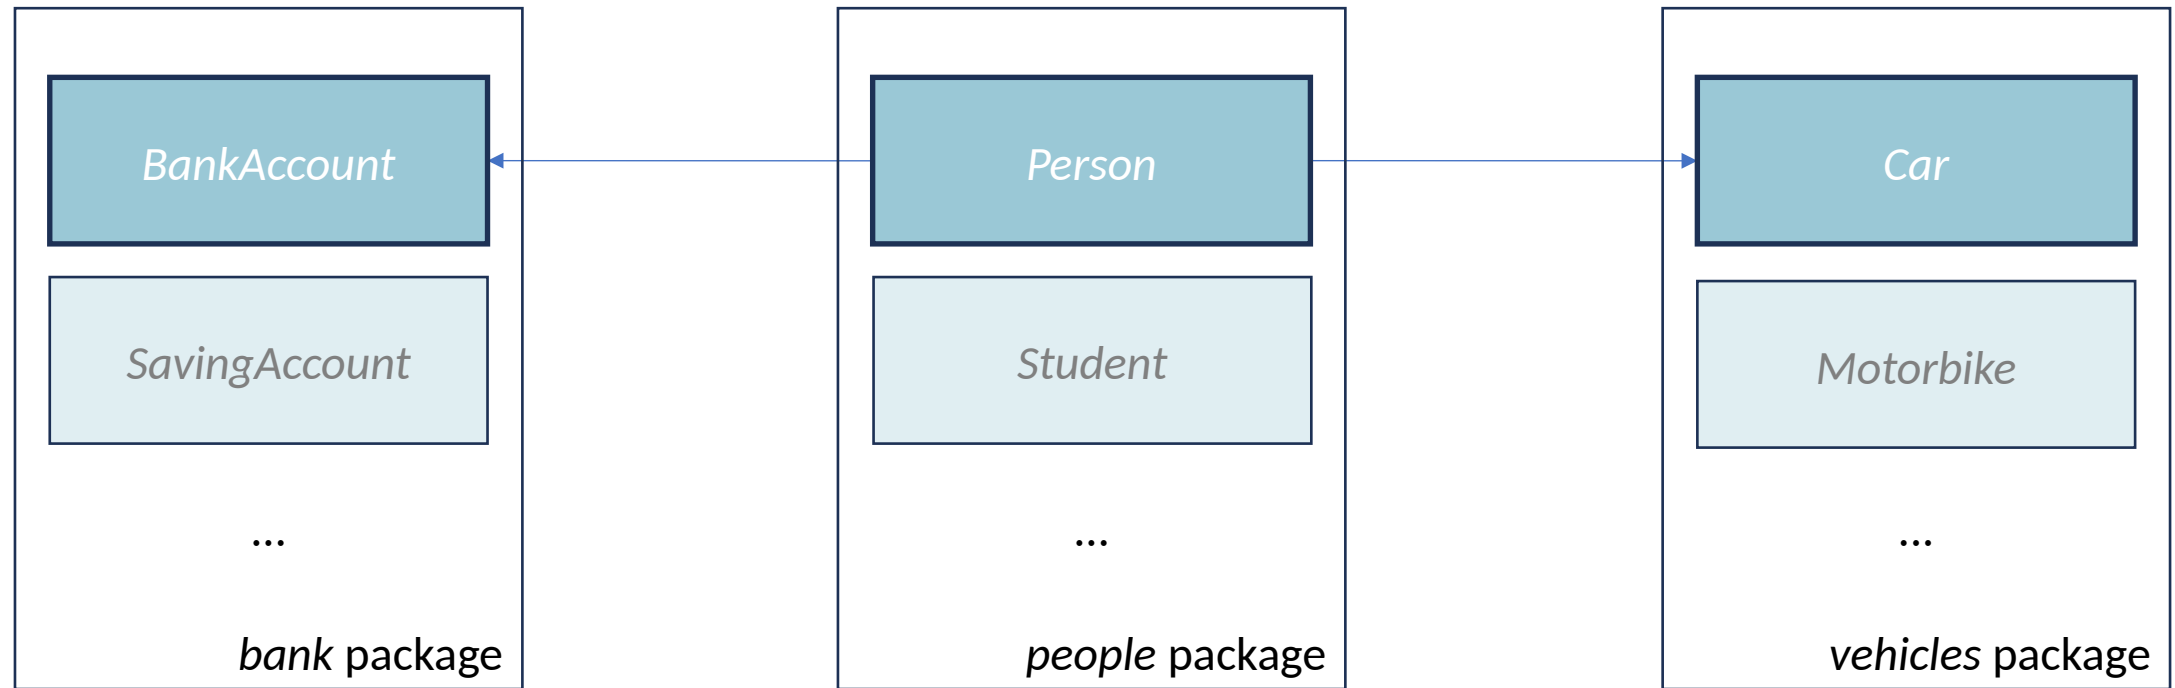 BankAccount
Person
Car
SavingAccount
Student
Motorbike
...
...
...
bank package
people package
vehicles package